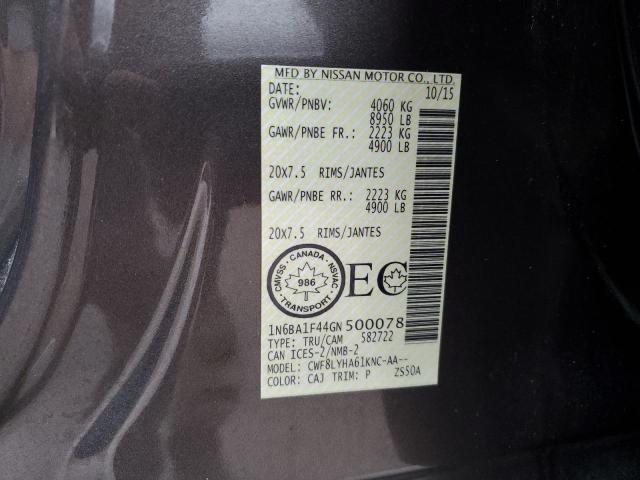 MFD BY NISSAN MOTOR CO., LTD.
DATE: 10/15
GVWR/PNBV: 4060 KG
8950 LB
GAWR/PNBE FR.: 2223 KG
4900 LB
20x7.5 RIMS/JANTES
GAWR/PNBE RR.: 2223 KG
4900 LB
20x7.5 RIMS/JANTES
CANADA
CMVSS NSVAC
986
TRANSPORT
EC
1N6BA1F44GN500078
TYPE: TRU/CAM 582722
CAN ICES-2/NMB-2
MODEL: CWF8LYHA61KNC-AA--
COLOR: CAJ TRIM: P ZS50A